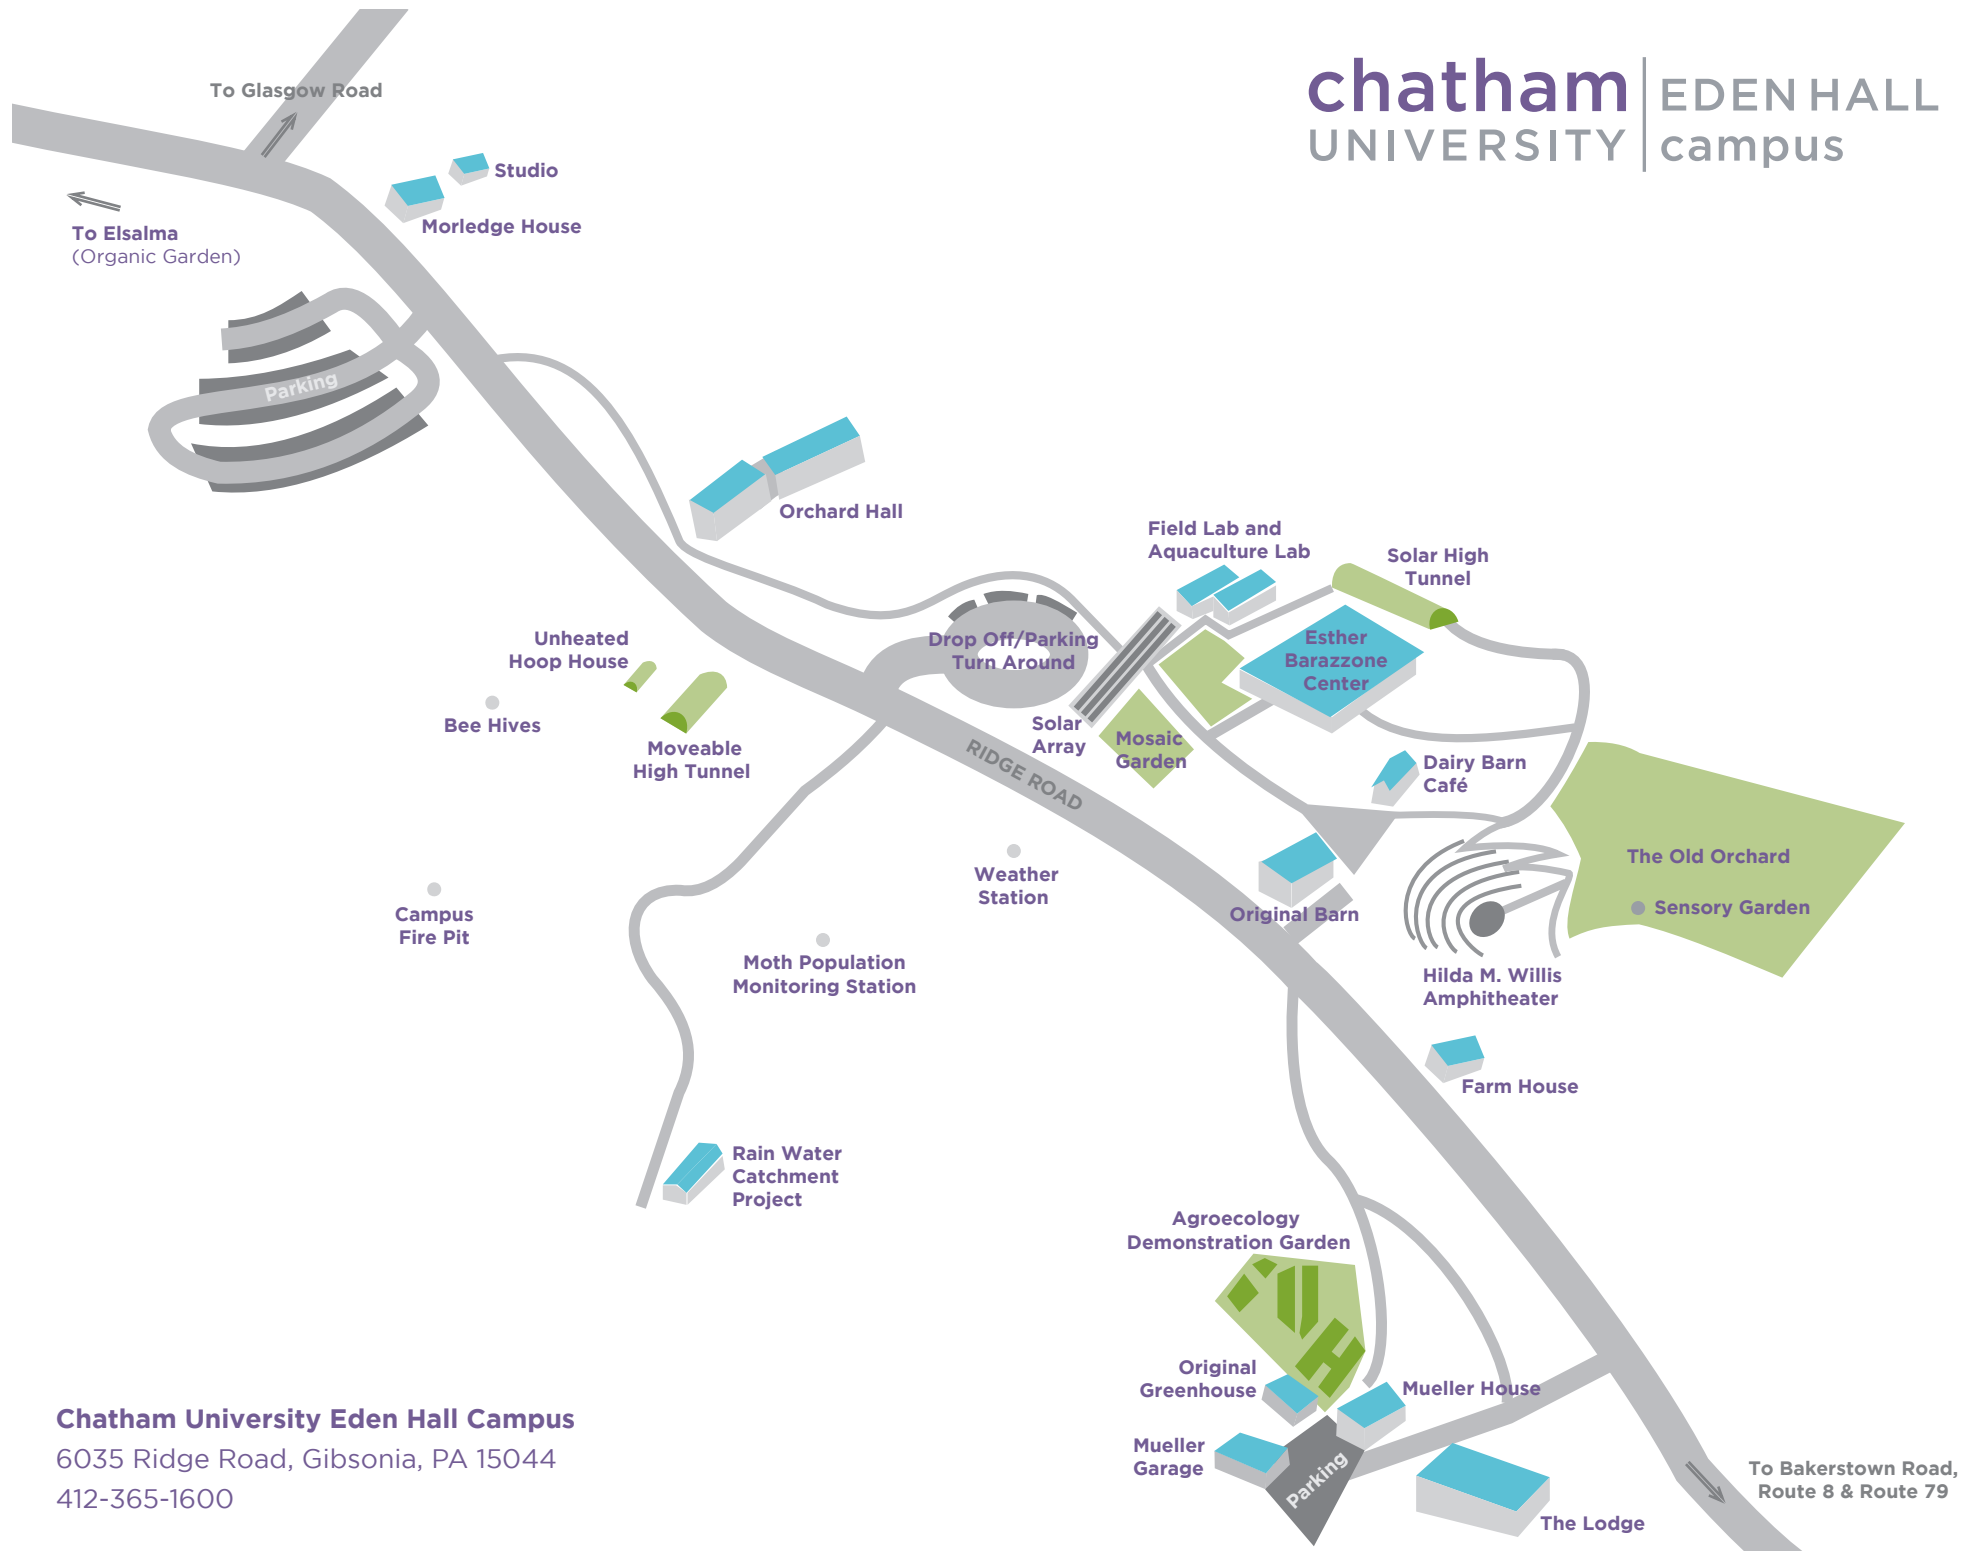 chatham
UNIVERSITY
EDEN HALL
campus
To Glasgow Road
Studio
Morledge House
To Elsalma
(Organic Garden)
Parking
Orchard Hall
Field Lab and
Aquaculture Lab
Solar High
Tunnel
Unheated
Hoop House
Drop Off/Parking
Turn Around
Esther
Barazzone
Center
Bee Hives
Moveable
High Tunnel
Solar
Array
Mosaic
Garden
RIDGE ROAD
Dairy Barn
Café
The Old Orchard
Sensory Garden
Weather
Station
Original Barn
Campus
Fire Pit
Moth Population
Monitoring Station
Hilda M. Willis
Amphitheater
Farm House
Rain Water
Catchment
Project
Agroecology
Demonstration Garden
Original
Greenhouse
Mueller House
Mueller
Garage
Parking
The Lodge
To Bakerstown Road,
Route 8 & Route 79
Chatham University Eden Hall Campus
6035 Ridge Road, Gibsonia, PA 15044
412-365-1600